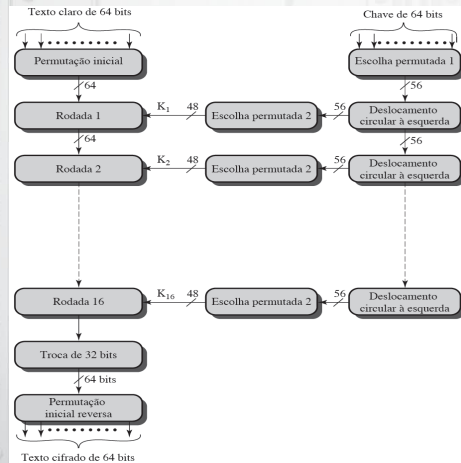 Texto claro de 64 bits
Chave de 64 bits
Permutação inicial
Escolha permutada 1
64
56
Rodada 1
K1
48
Escolha permutada 2
56
Deslocamento
circular à esquerda
64
56
Rodada 2
K2
48
Escolha permutada 2
56
Deslocamento
circular à esquerda
Rodada 16
K16
48
Escolha permutada 2
56
Deslocamento
circular à esquerda
Troca de 32 bits
64 bits
Permutação
inicial reversa
Texto cifrado de 64 bits